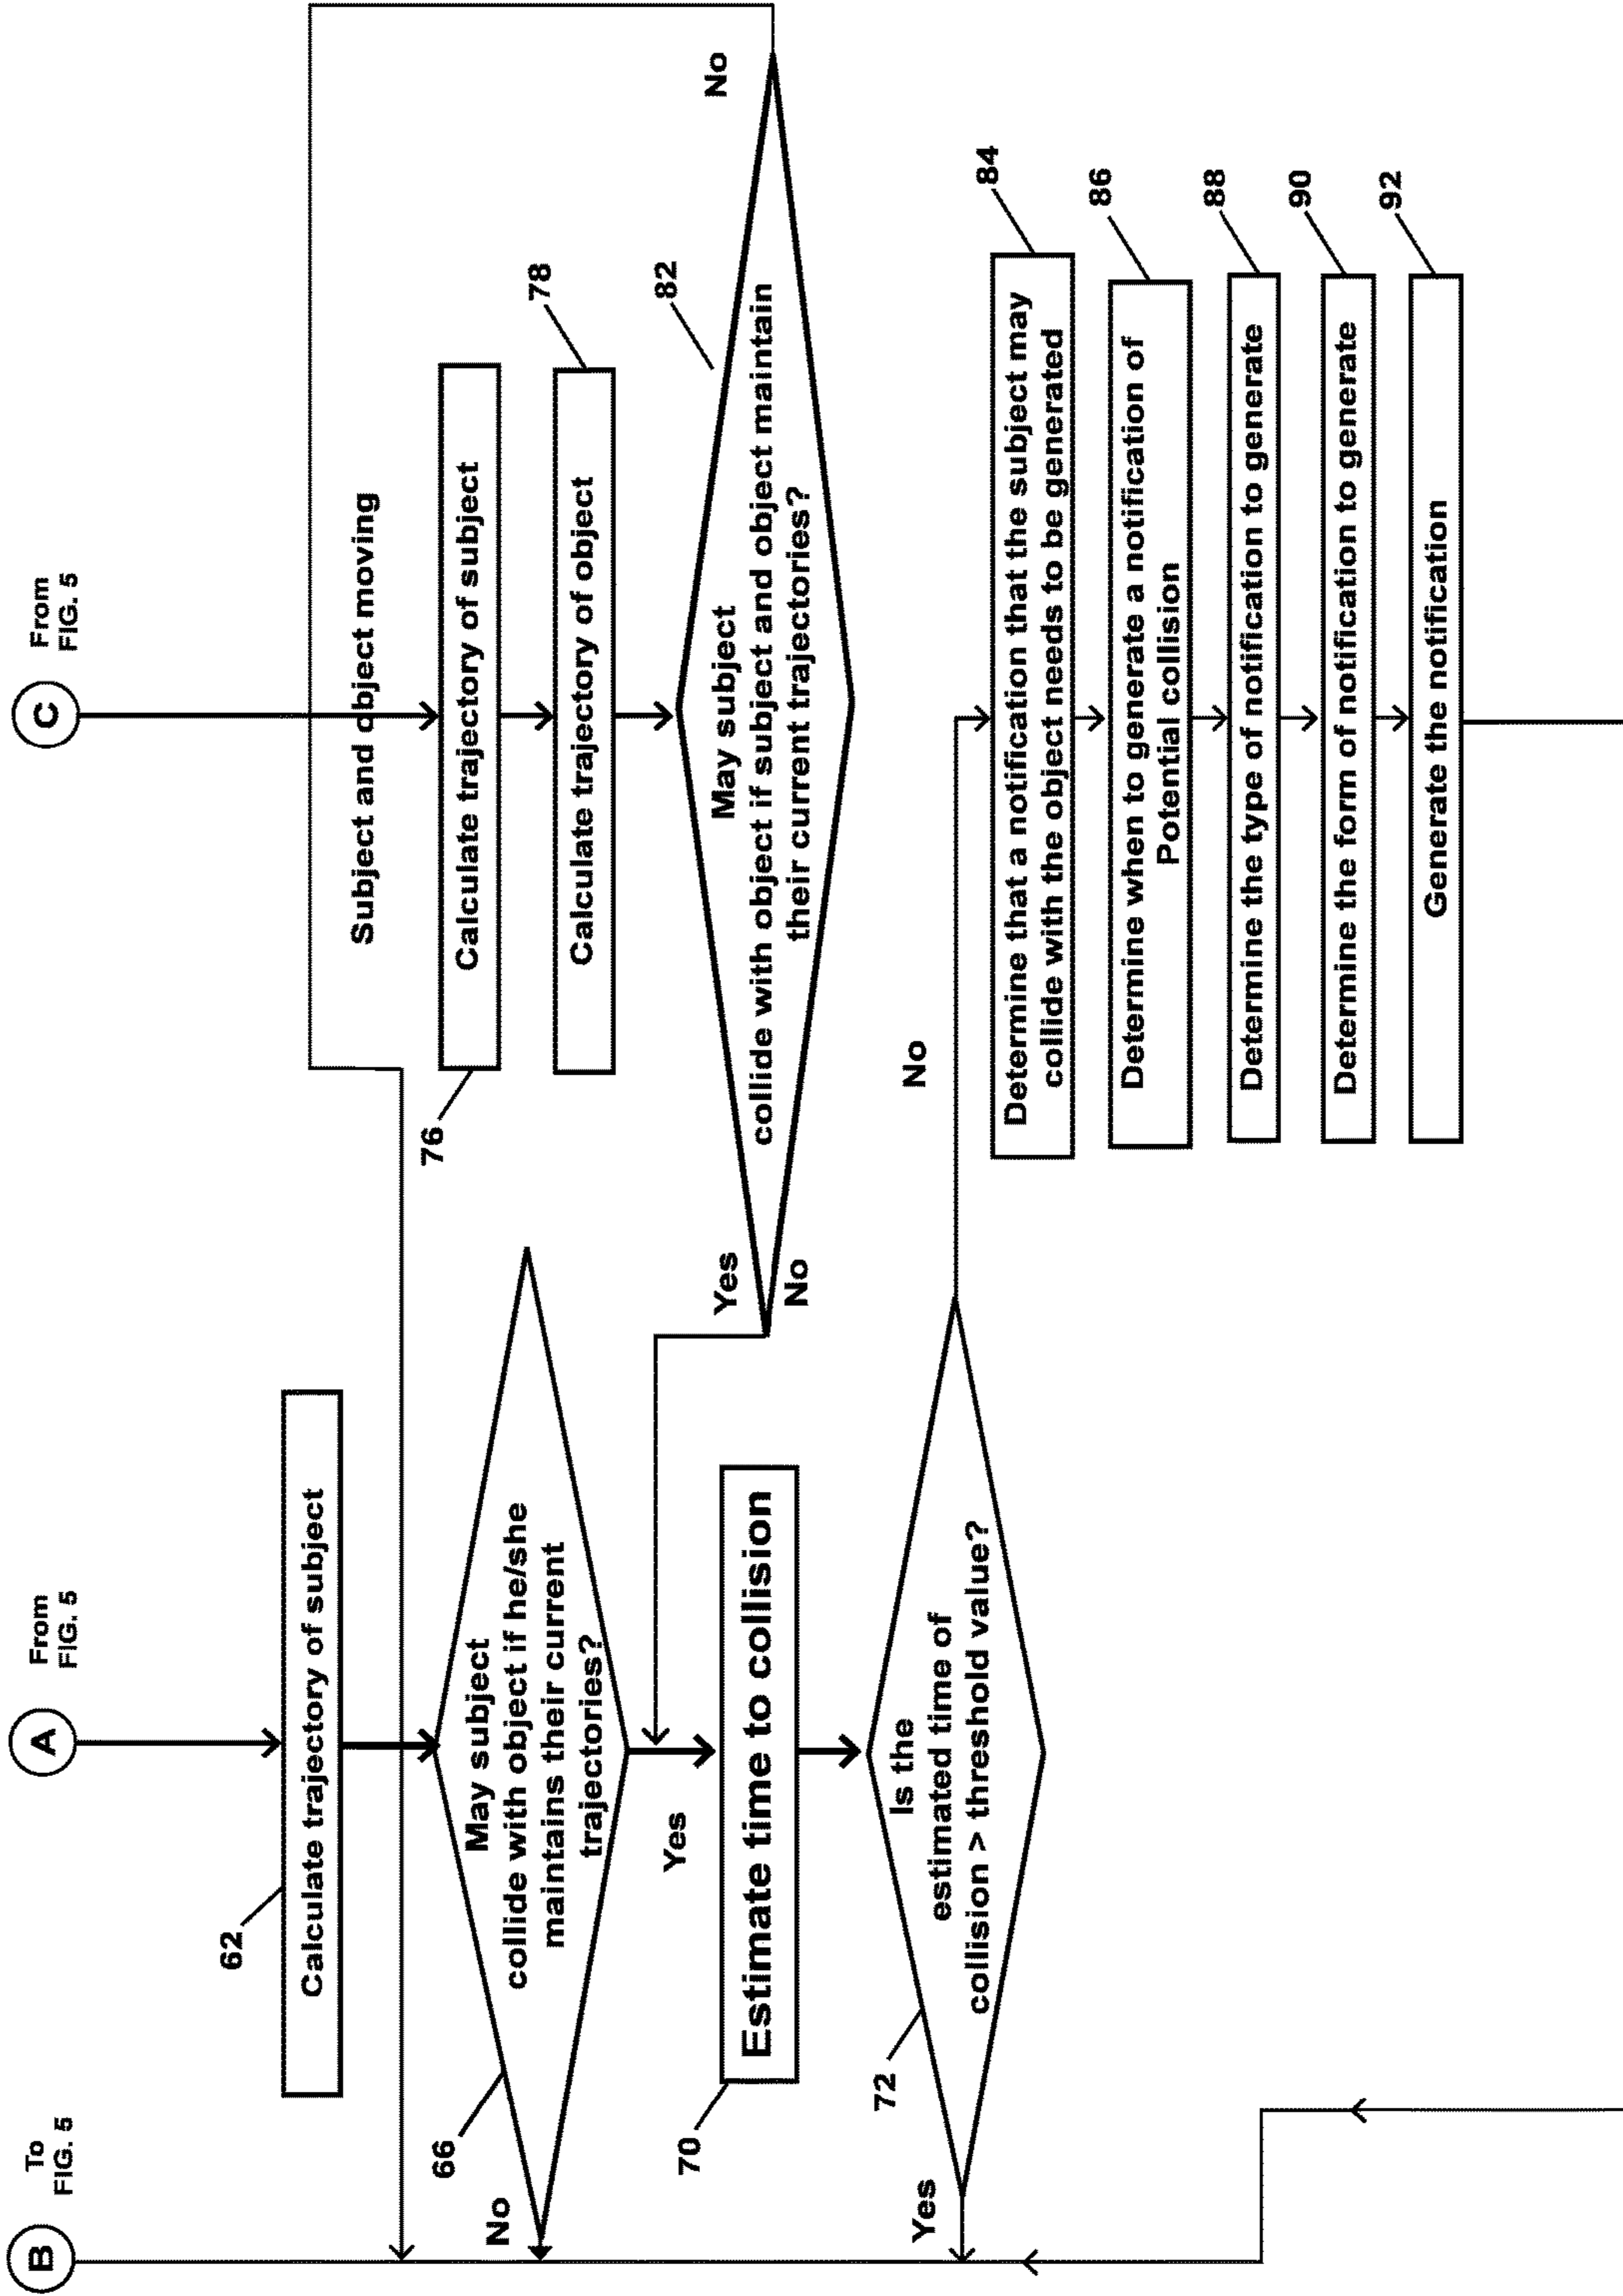 To
FIG. 5
B
From
FIG. 5
A
From
FIG. 5
C
62
Calculate trajectory of subject
66
May subject
collide with object if he/she
maintains their current
trajectories?
No
Yes
70
Estimate time to collision
72
Is the
estimated time of
collision > threshold value?
Yes
No
Subject and object moving
76
Calculate trajectory of subject
78
Calculate trajectory of object
82
May subject
collide with object if subject and object maintain
their current trajectories?
Yes
No
No
84
Determine that a notification that the subject may
collide with the object needs to be generated
86
Determine when to generate a notification of
Potential collision
88
Determine the type of notification to generate
90
Determine the form of notification to generate
92
Generate the notification